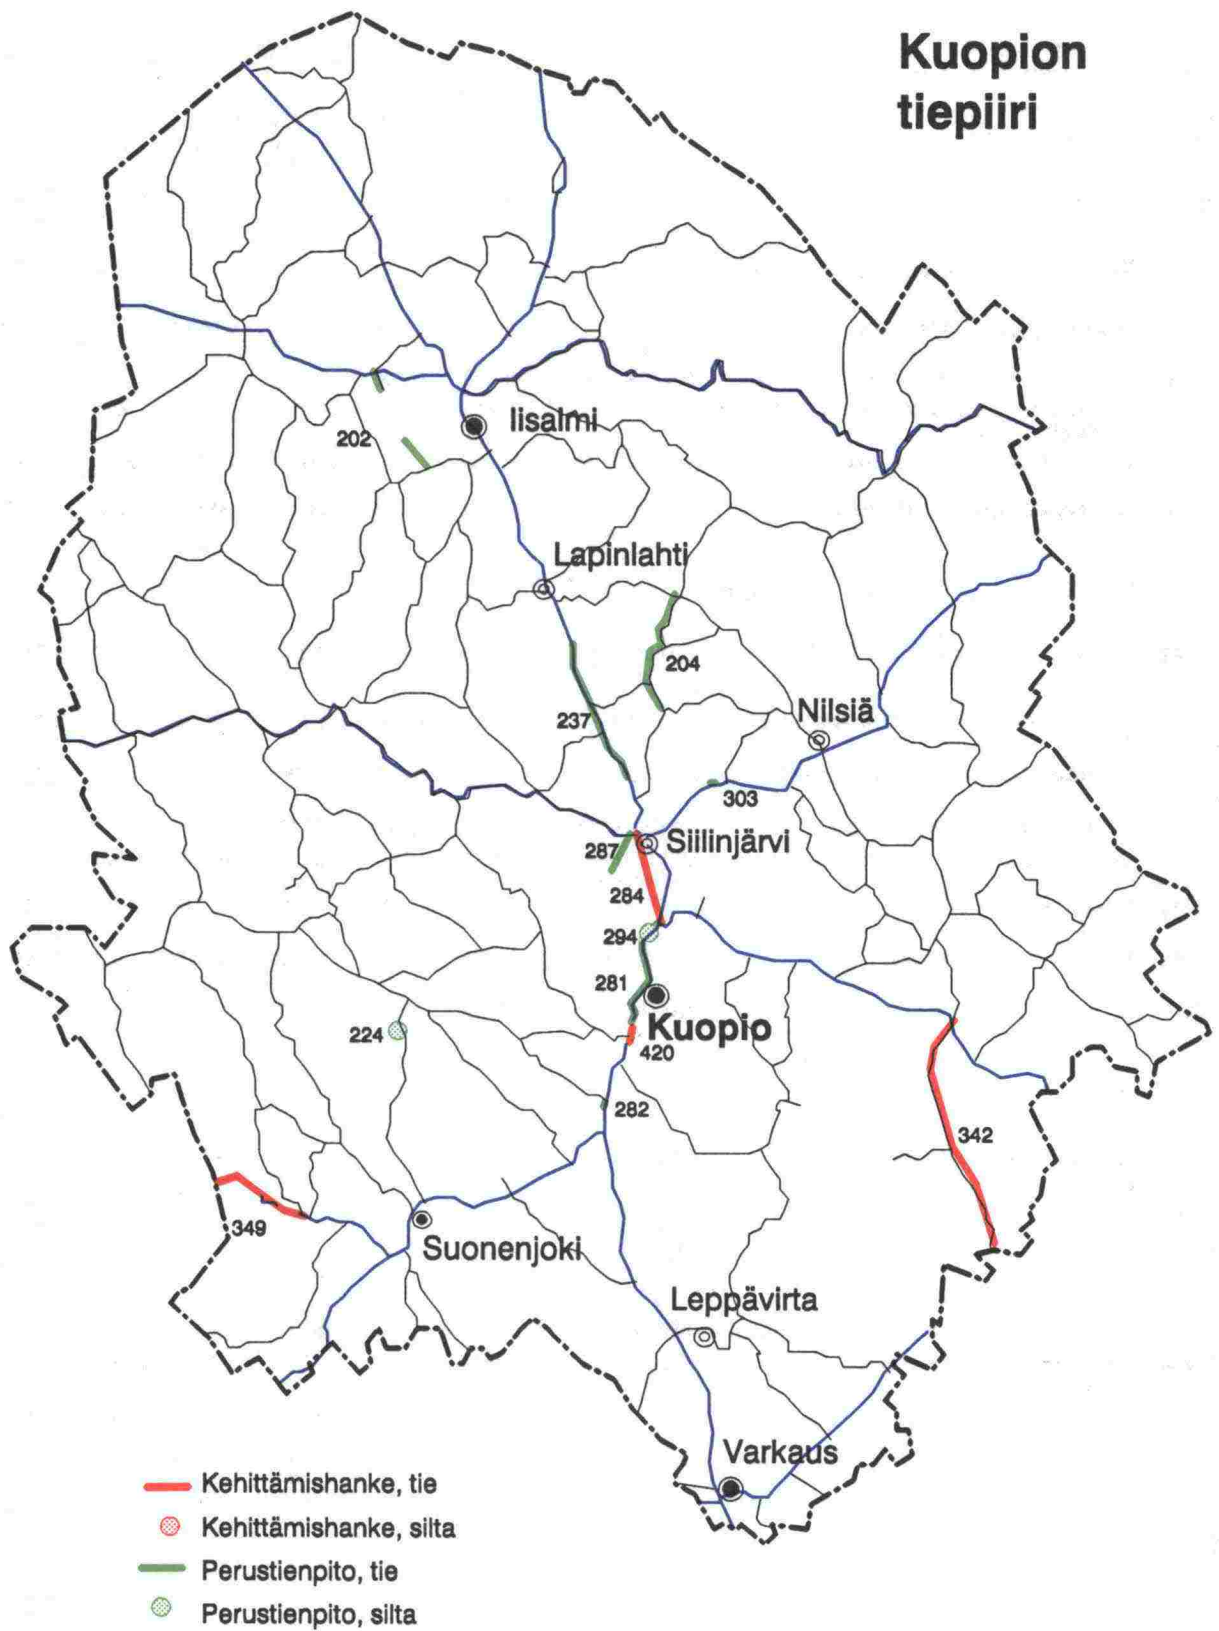 Kuopion
tiepiiri
Iisalmi
202
Lapinlahti
204
Nilsiä
237
303
Siilinjärvi
287
284
294
281
Kuopio
224
420
282
342
349
Suonenjoki
Leppävirta
Varkaus
Kehittämishanke, tie
Kehittämishanke, silta
Perustienpito, tie
Perustienpito, silta